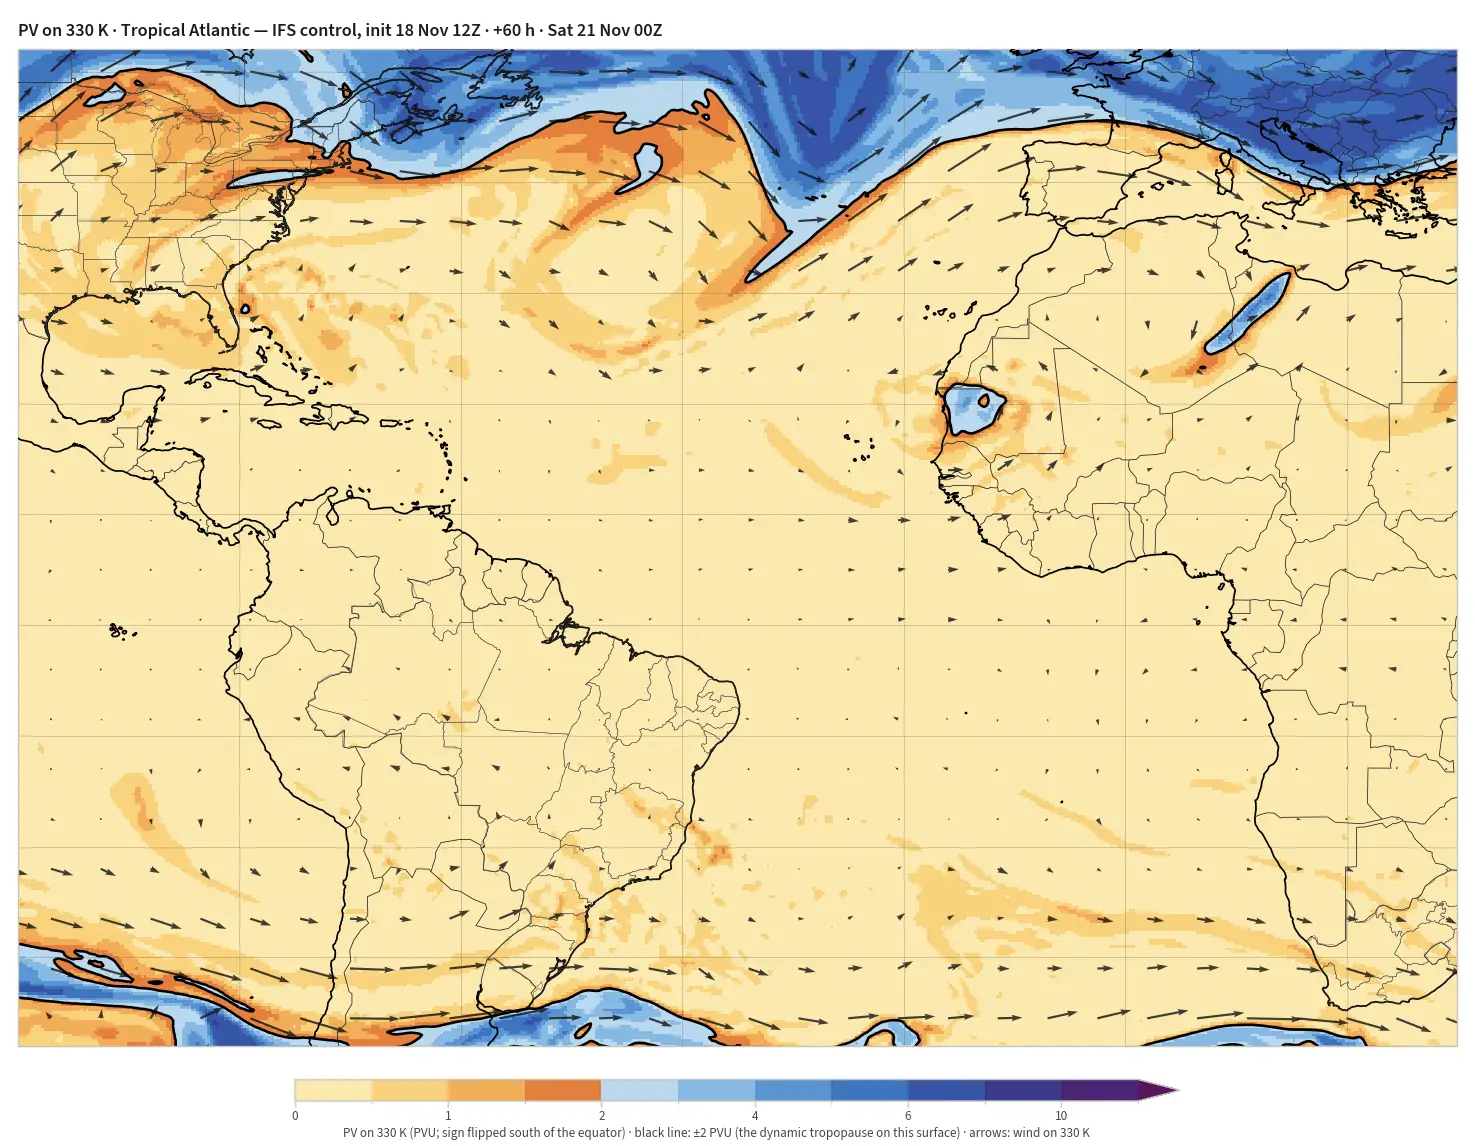 PV on 330 K · Tropical Atlantic — IFS control, init 18 Nov 12Z · +60 h · Sat 21 Nov 00Z
0 1 2 4 6 10
PV on 330 K (PVU; sign flipped south of the equator) · black line: ±2 PVU (the dynamic tropopause on this surface) · arrows: wind on 330 K